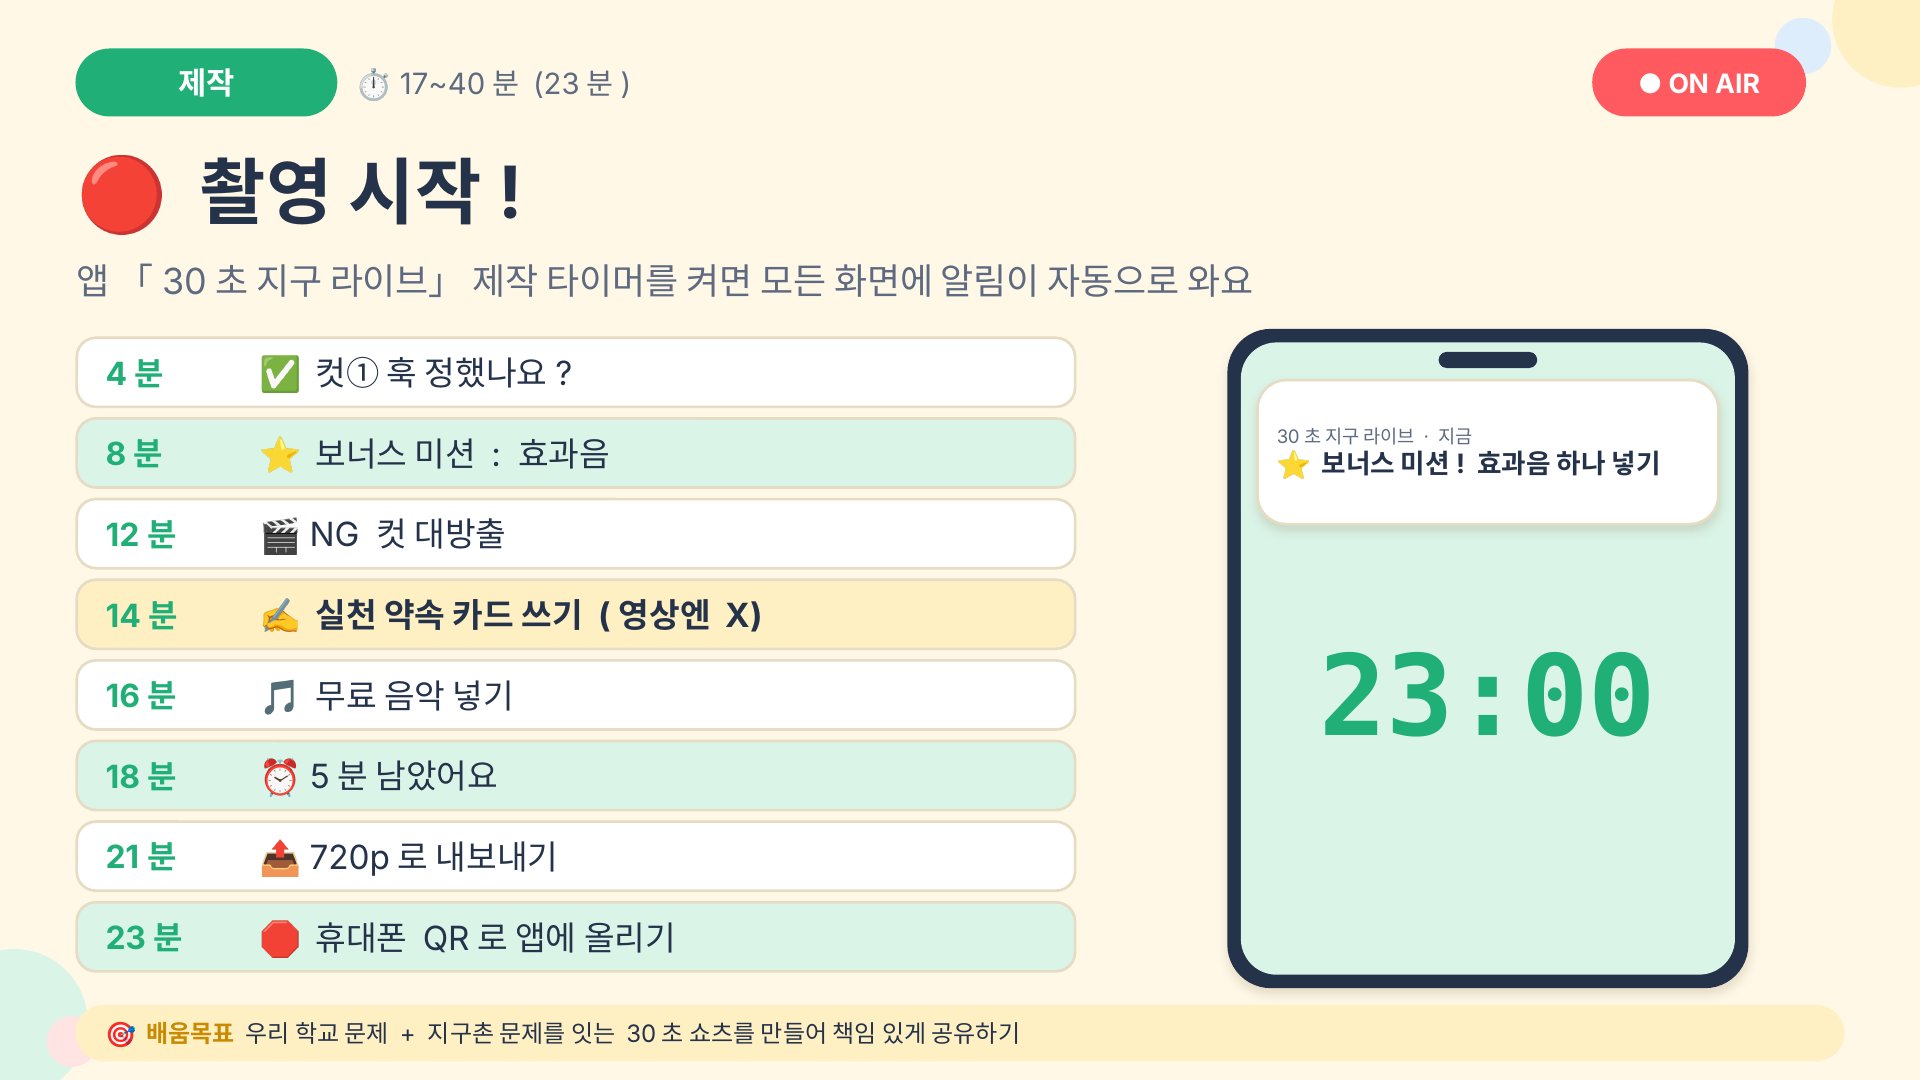 제작
17~40 분 (23 분 )
ON AIR
촬영 시작 !
앱 「 30 초 지구 라이브」 제작 타이머를 켜면 모든 화면에 알림이 자동으로 와요
4 분 ✅ 컷① 훅 정했나요 ?
8 분 ⭐ 보너스 미션 : 효과음
12 분 🎬 NG 컷 대방출
14 분 ✍️ 실천 약속 카드 쓰기 ( 영상엔 X)
16 분 🎵 무료 음악 넣기
18 분 ⏰ 5 분 남았어요
21 분 📤 720p 로 내보내기
23 분 🛑 휴대폰 QR 로 앱에 올리기
30 초 지구 라이브 · 지금
⭐ 보너스 미션 ! 효과음 하나 넣기
23:00
🎯 배움목표 우리 학교 문제 + 지구촌 문제를 잇는 30 초 쇼츠를 만들어 책임 있게 공유하기